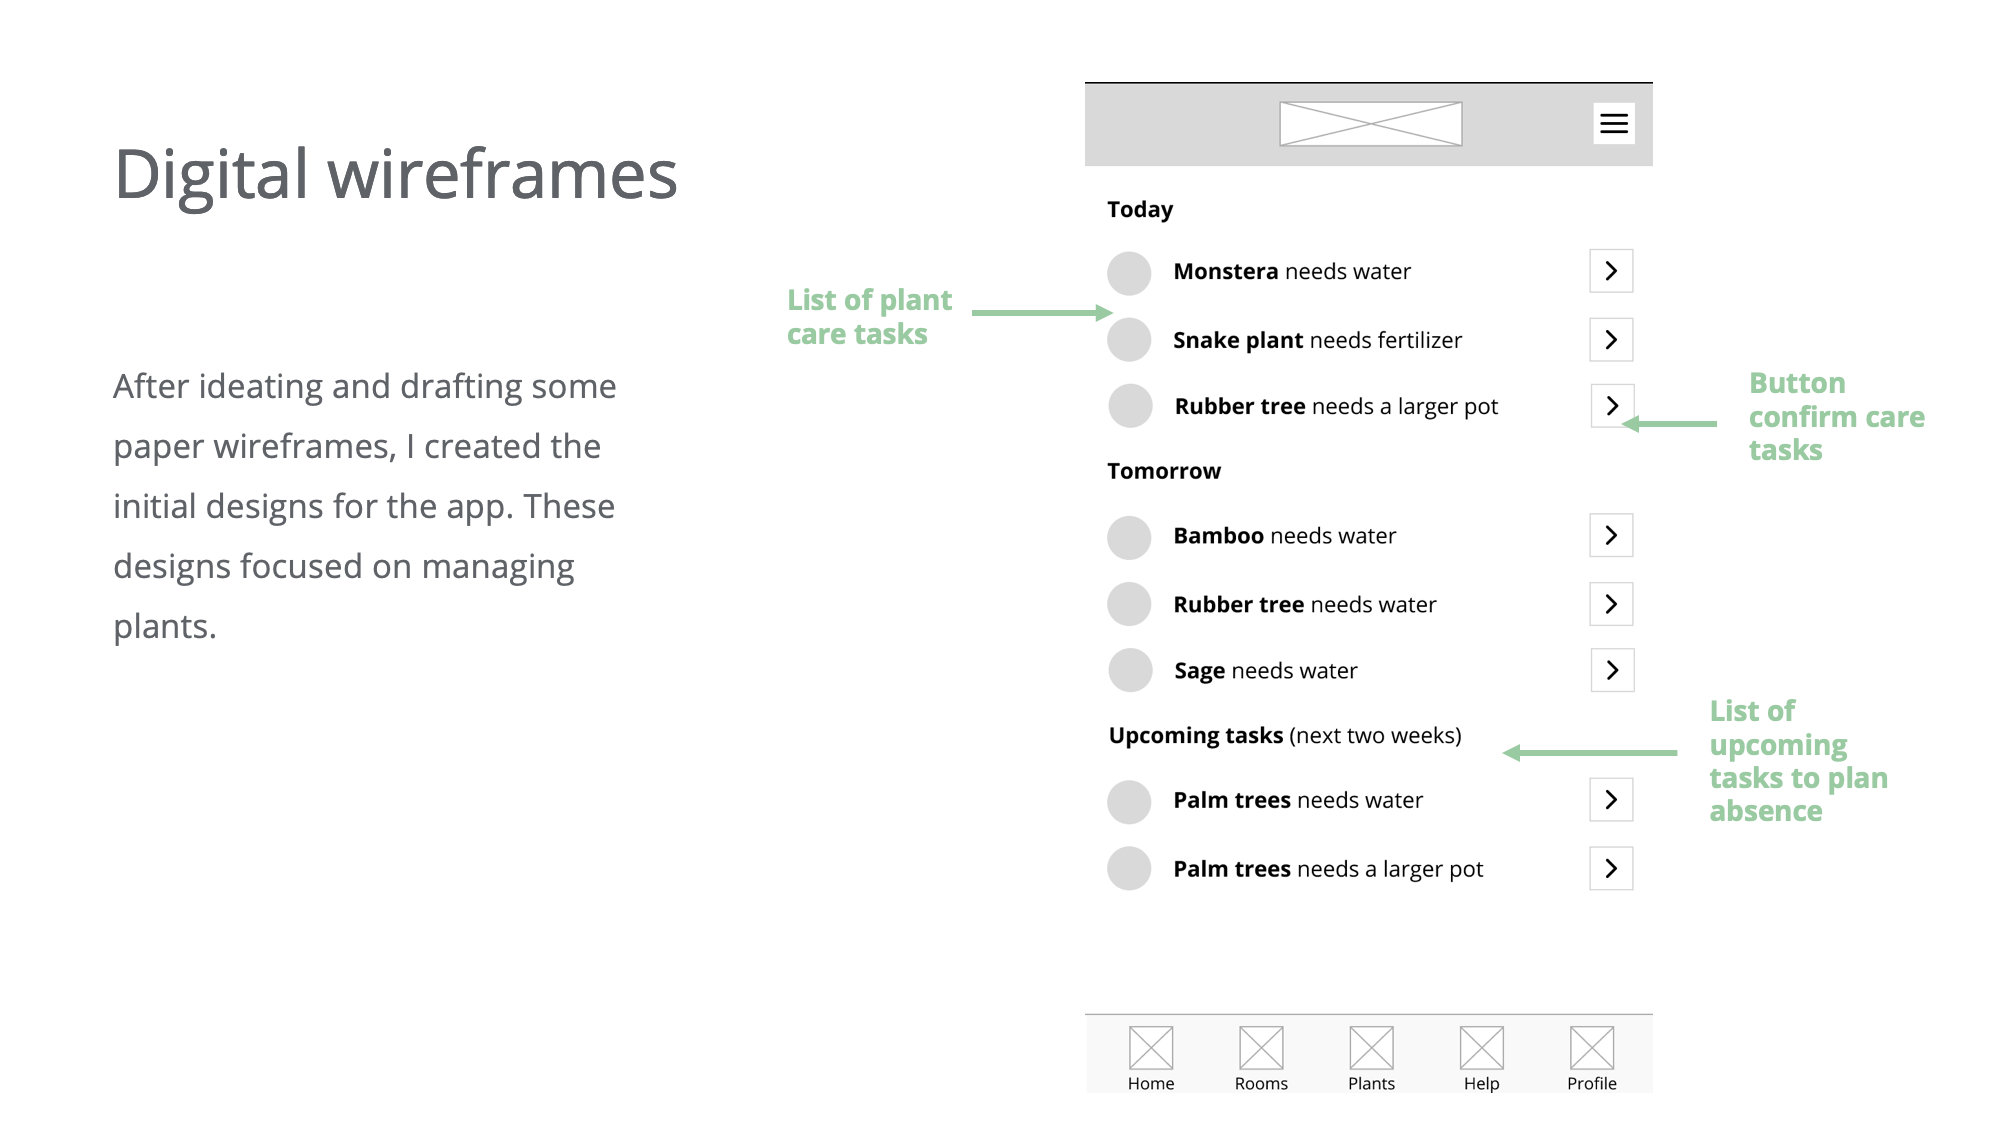 Digital wireframes
After ideating and drafting some
paper wireframes, I created the
initial designs for the app. These
designs focused on managing
plants.
List of plant
care tasks
Today
Monstera needs water
Snake plant needs fertilizer
Rubber tree needs a larger pot
Tomorrow
Bamboo needs water
Rubber tree needs water
Sage needs water
Upcoming tasks (next two weeks)
Palm trees needs water
Palm trees needs a larger pot
Home
Rooms
Plants
Help
Profile
Button
confirm care
tasks
List of
upcoming
tasks to plan
absence